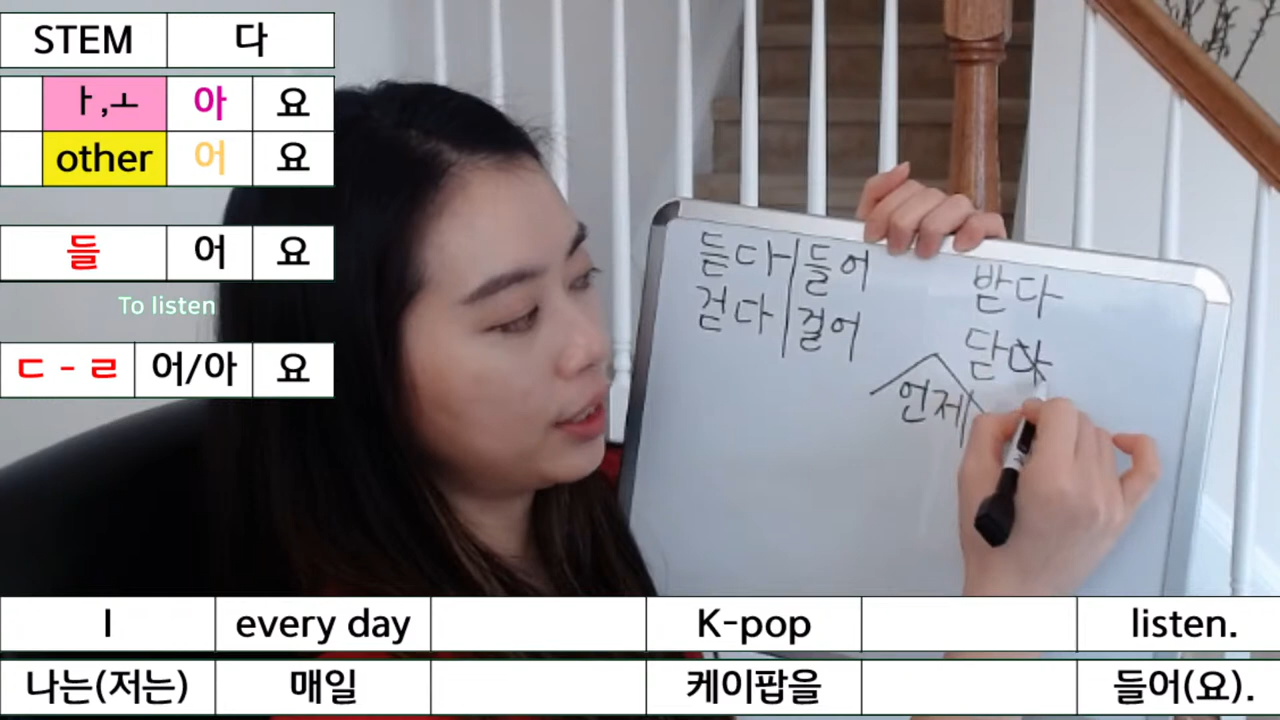 STEM 다
ㅏ,ㅗ 아 요
other 어 요
들 어 요
To listen
ㄷ - ㄹ 어/아 요
듣다 들어
걷다 걸어
받다
언제
I every day K-pop listen.
나는(저는) 매일 케이팝을 들어(요).